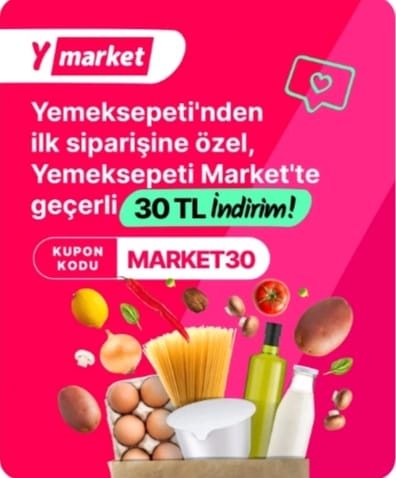 Y market
Yemeksepeti'nden
ilk siparişine özel,
Yemeksepeti Market'te
geçerli 30 TL İndirim!
KUPON
KODU
MARKET30